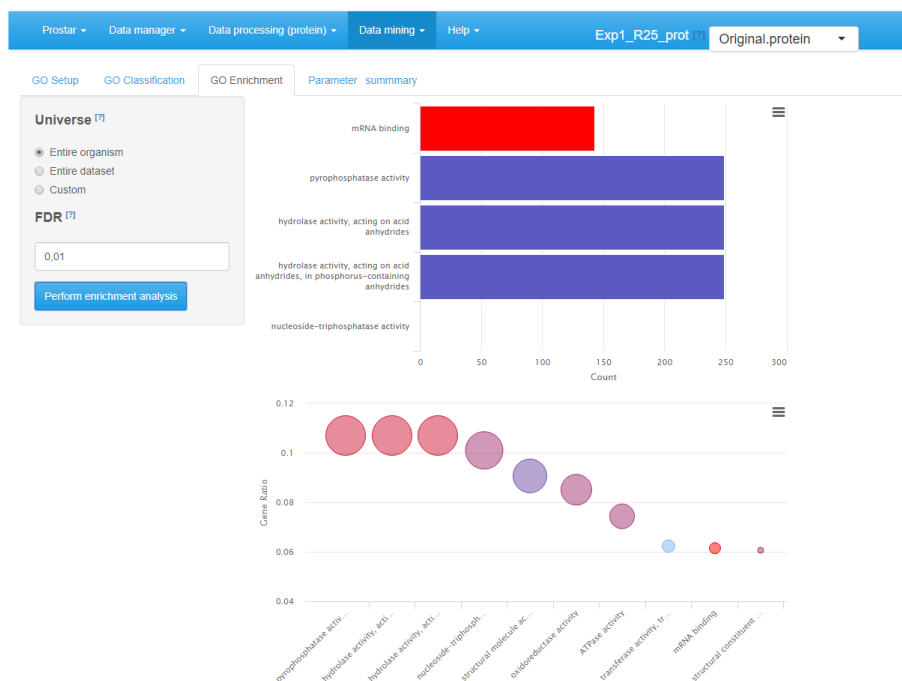 Prostar Data manager Data processing (protein) Data mining Help Exp1_R25_prot [?] Original.protein
GO Setup GO Classification GO Enrichment Parameter summmary
Universe [?]
Entire organism
Entire dataset
Custom
FDR [?]
0,01
Perform enrichment analysis
mRNA binding
pyrophosphatase activity
hydrolase activity, acting on acid
anhydrides
hydrolase activity, acting on acid
anhydrides, in phosphorus-containing
anhydrides
nucleoside-triphosphatase activity
0 50 100 150 200 250 300
Count
0.12
0.1
0.08
0.06
0.04
Gene Ratio
pyrophosphatase activ...
hydrolase activity, acti...
hydrolase activity, acti...
nucleoside-triphosph...
structural molecule ac...
oxidoreductase activity
ATPase activity
transferase activity, tr...
mRNA binding
structural constituent ...